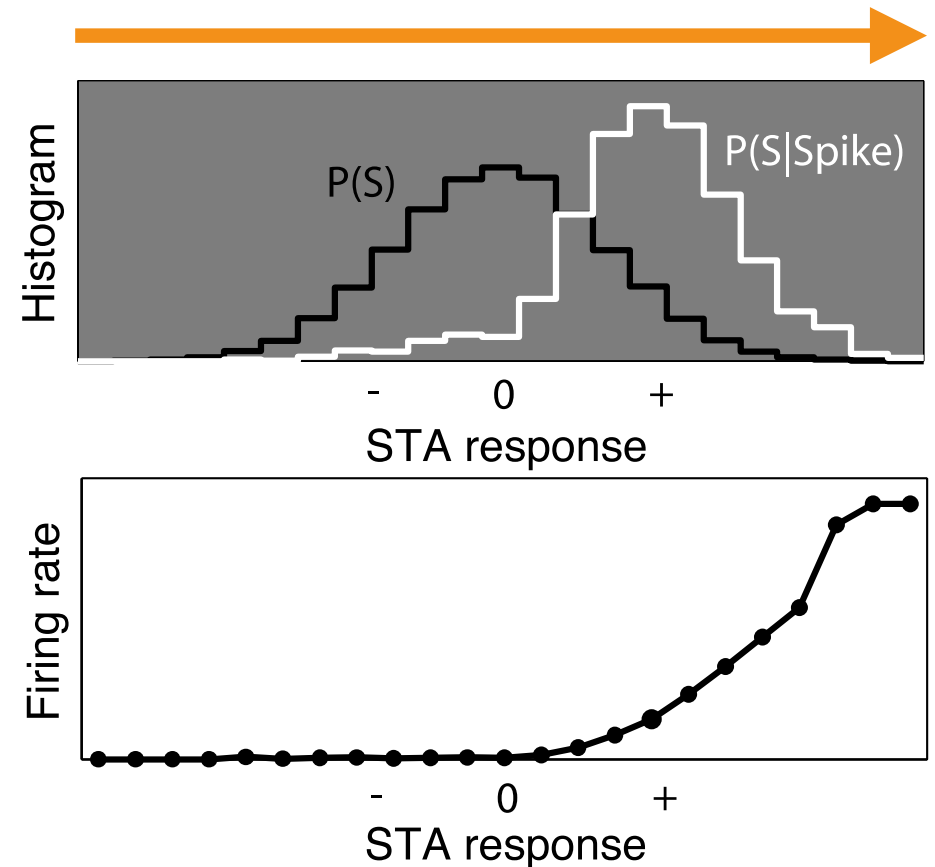 Histogram
P(S)
P(S|Spike)
- 0 +
STA response
Firing rate
- 0 +
STA response